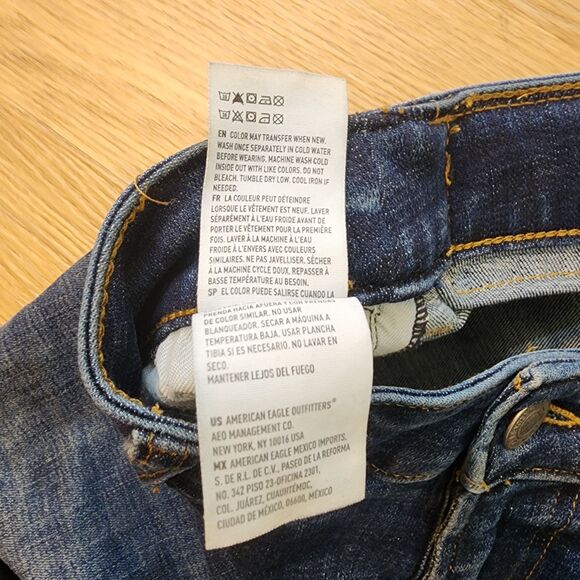 EN COLOR MAY TRANSFER WHEN NEW.
WASH ONCE SEPARATELY IN COLD WATER
BEFORE WEARING. MACHINE WASH COLD
INSIDE OUT WITH LIKE COLORS. DO NOT
BLEACH. TUMBLE DRY LOW. COOL IRON IF
NEEDED.
FR LA COULEUR PEUT DÉTEINDRE
LORSQUE LE VÊTEMENT EST NEUF. LAVER
SÉPARÉMENT À L'EAU FROIDE AVANT DE
PORTER LE VÊTEMENT POUR LA PREMIÈRE
FOIS. LAVER À LA MACHINE À L'EAU
FROIDE À L'ENVERS AVEC COULEURS
SIMILAIRES. NE PAS JAVELLISER. SÉCHER
À LA MACHINE CYCLE DOUX. REPASSER À
BASSE TEMPÉRATURE AU BESOIN.
SP EL COLOR PUEDE SALIRSE CUANDO LA
PRENDA HACIA AFUERA Y CON PRENDAS
DE COLOR SIMILAR. NO USAR
BLANQUEADOR. SECAR A MÁQUINA A
TEMPERATURA BAJA. USAR PLANCHA
TIBIA SI ES NECESARIO. NO LAVAR EN
SECO.
MANTENER LEJOS DEL FUEGO
US AMERICAN EAGLE OUTFITTERS®
AEO MANAGEMENT CO.
NEW YORK, NY 10016 USA
MX AMERICAN EAGLE MEXICO IMPORTS,
S. DE R.L. DE C.V., PASEO DE LA REFORMA
NO. 342 PISO 23-OFICINA 2301,
COL. JUÁREZ, CUAUHTÉMOC,
CIUDAD DE MÉXICO, 06600, MÉXICO